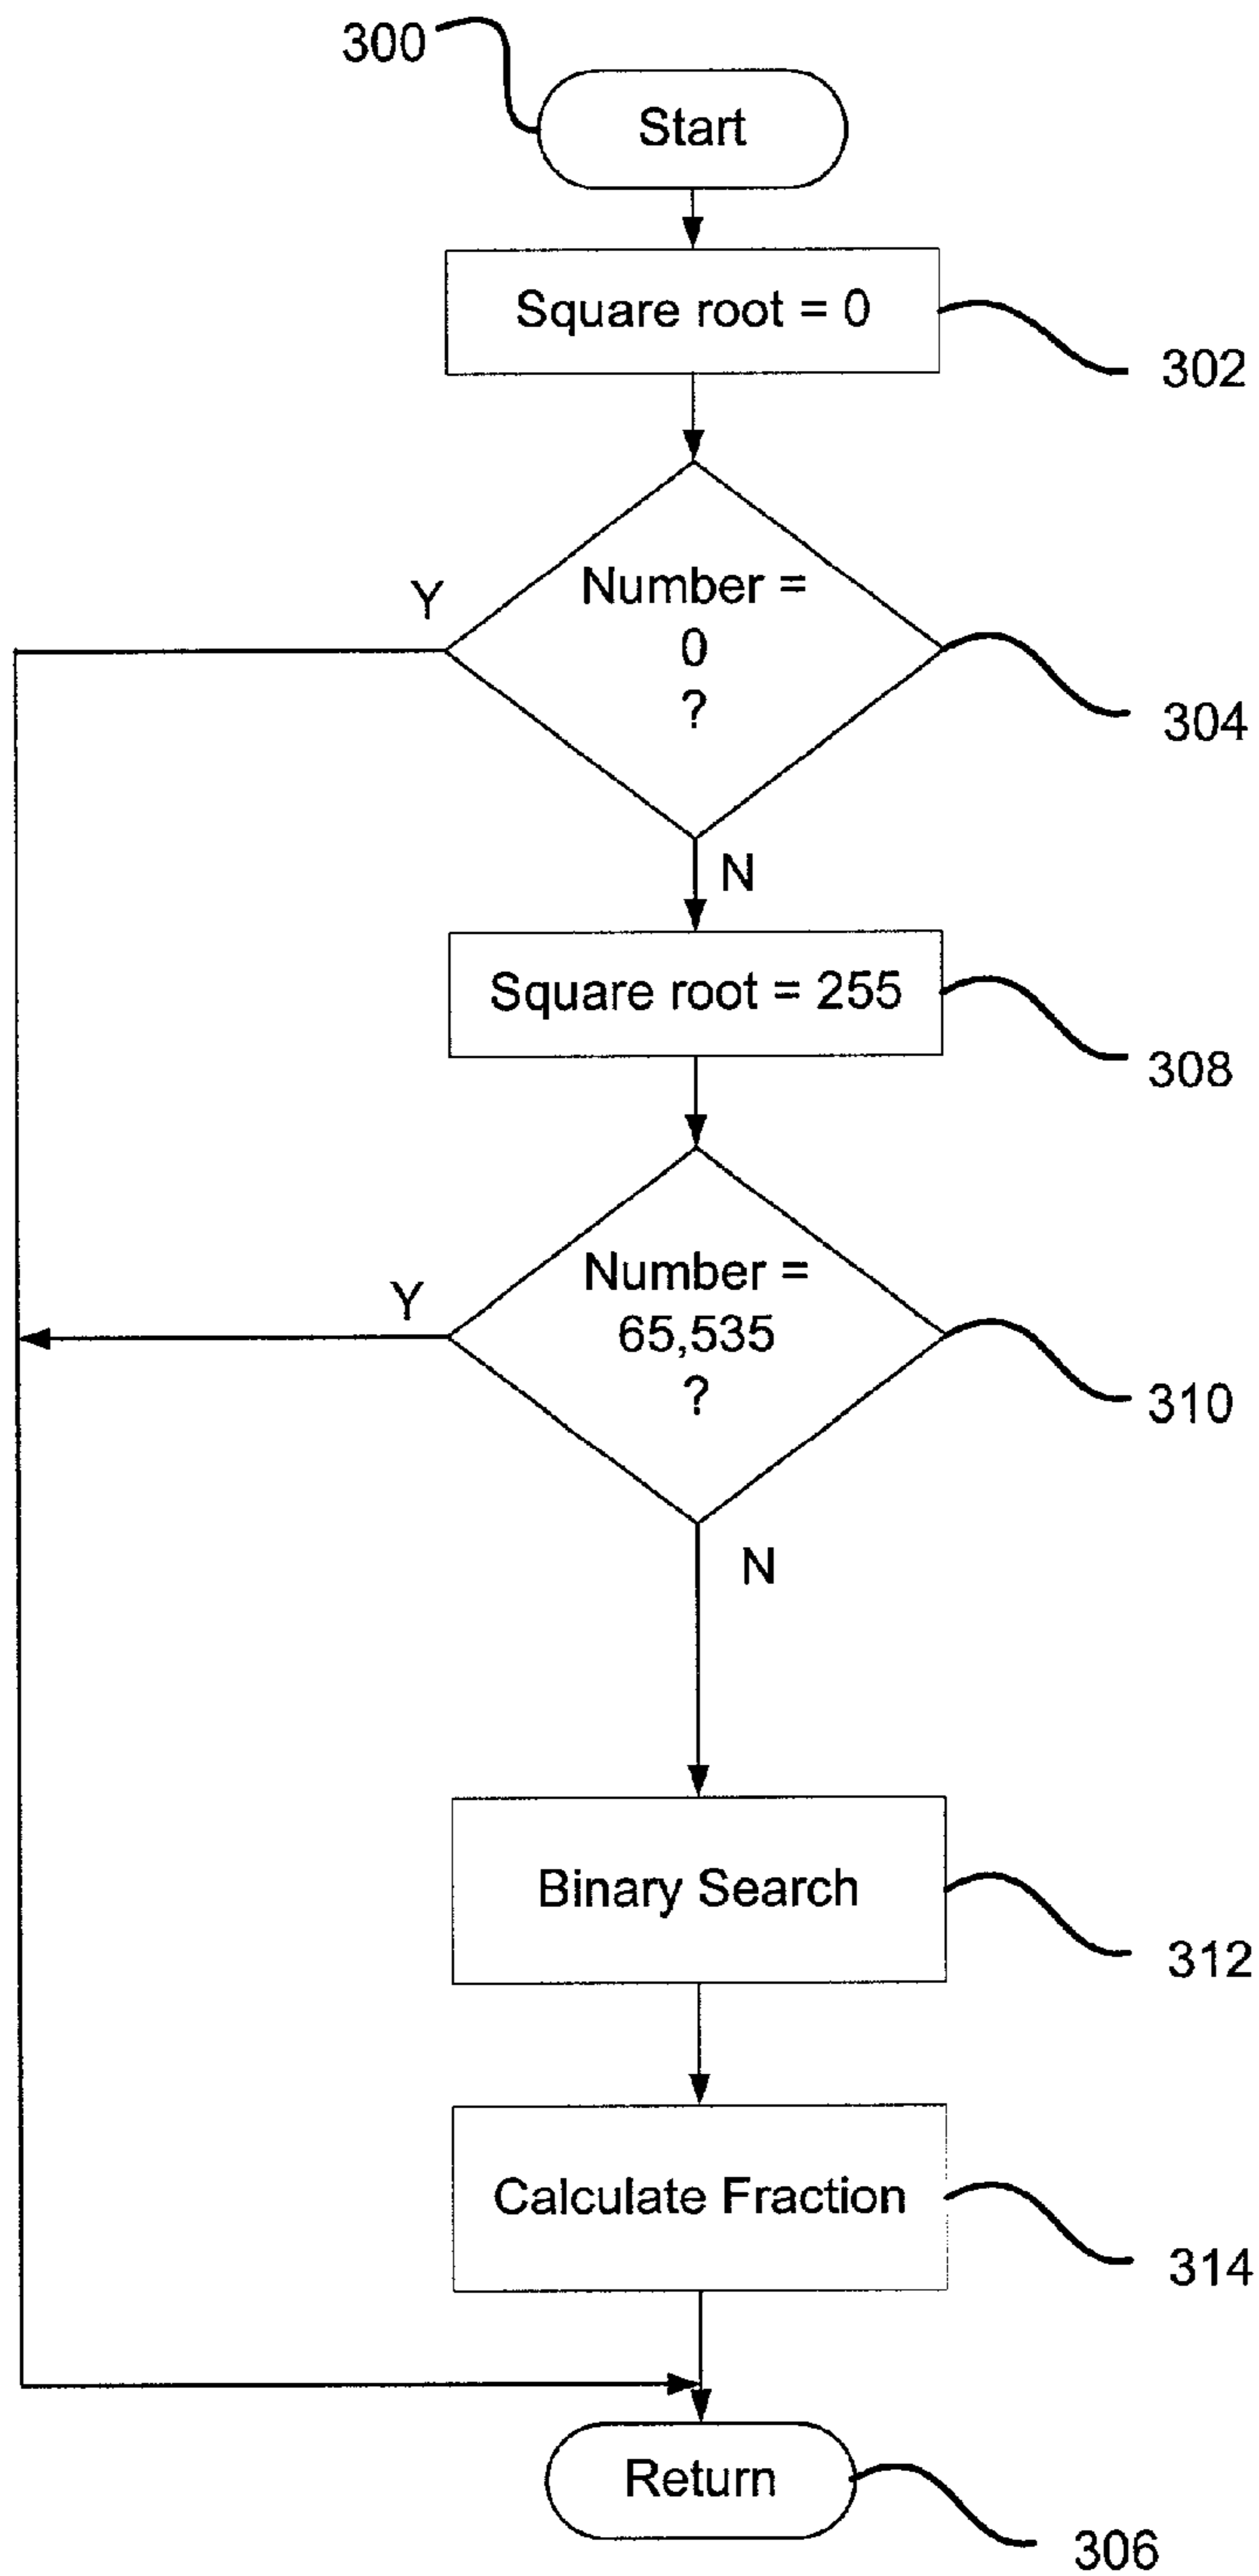 300
Start
Square root = 0
302
Y
Number =
0
?
304
N
Square root = 255
308
Y
Number =
65,535
?
310
N
Binary Search
312
Calculate Fraction
314
Return
306